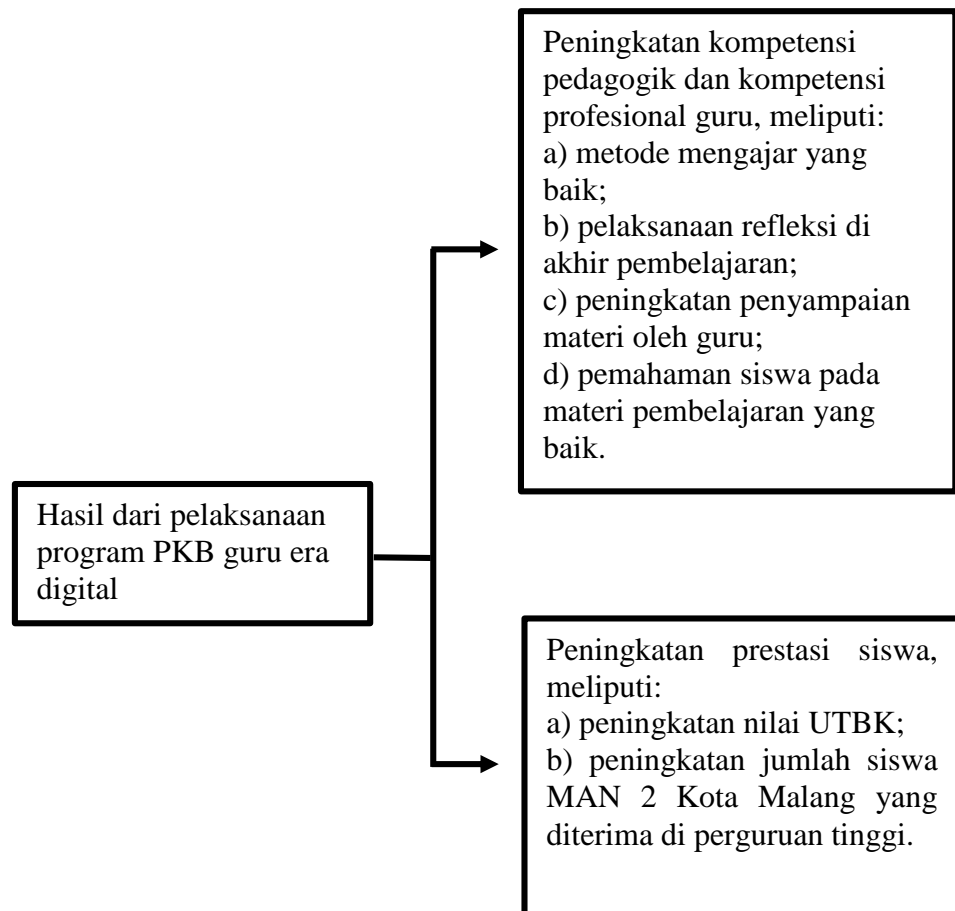 Peningkatan kompetensi
pedagogik dan kompetensi
profesional guru, meliputi:
a) metode mengajar yang
baik;
b) pelaksanaan refleksi di
akhir pembelajaran;
c) peningkatan penyampaian
materi oleh guru;
d) pemahaman siswa pada
materi pembelajaran yang
baik.
Hasil dari pelaksanaan
program PKB guru era
digital
Peningkatan prestasi siswa,
meliputi:
a) peningkatan nilai UTBK;
b) peningkatan jumlah siswa
MAN 2 Kota Malang yang
diterima di perguruan tinggi.